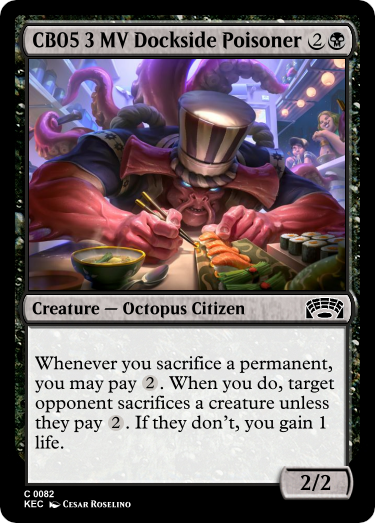 CB05 3 MV Dockside Poisoner 2
Creature — Octopus Citizen
Whenever you sacrifice a permanent,
you may pay 2. When you do, target
opponent sacrifices a creature unless
they pay 2. If they don't, you gain 1
life.
2/2
C 0082
KEC Cesar Roselino